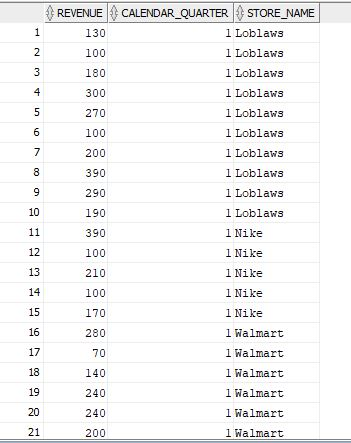 REVENUE CALENDAR_QUARTER STORE_NAME
1 130 1 Loblaws
2 100 1 Loblaws
3 180 1 Loblaws
4 300 1 Loblaws
5 270 1 Loblaws
6 100 1 Loblaws
7 200 1 Loblaws
8 390 1 Loblaws
9 290 1 Loblaws
10 190 1 Loblaws
11 390 1 Nike
12 100 1 Nike
13 210 1 Nike
14 100 1 Nike
15 170 1 Nike
16 280 1 Walmart
17 70 1 Walmart
18 140 1 Walmart
19 240 1 Walmart
20 240 1 Walmart
21 200 1 Walmart